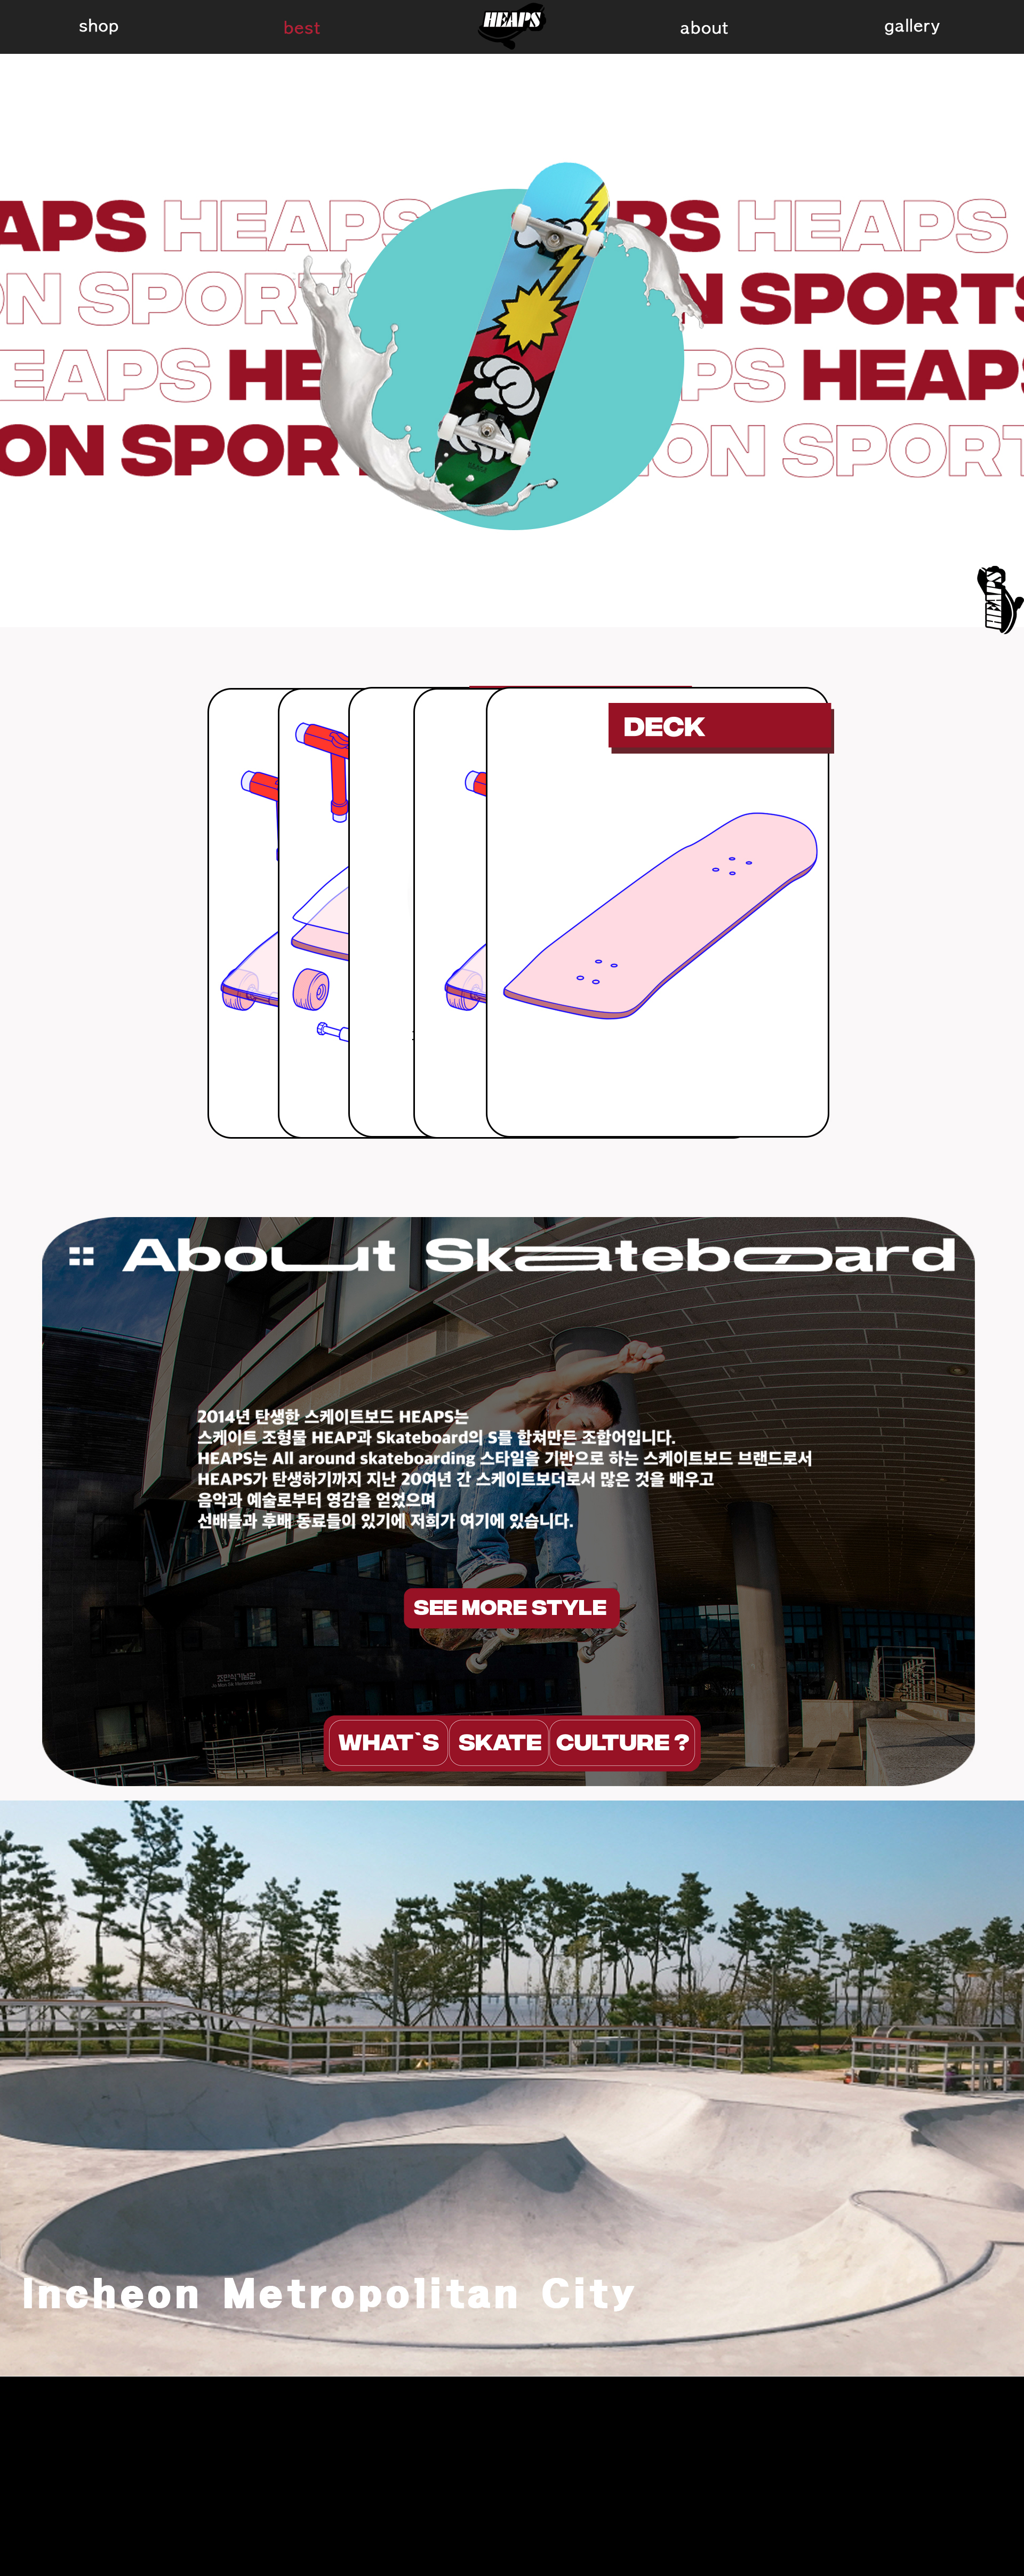 shop best HEAPS about gallery
APS HEAPS PS HEAPS
ON SPORTS N SPORTS
EAPS HE PS HEAPS
ON SPOR ION SPORT
DECK
:: About Skateboard
2014년 탄생한 스케이트보드 HEAPS는
스케이트 조형물 HEAP과 Skateboard의 S를 합쳐만든 조합어입니다.
HEAPS는 All around skateboarding 스타일을 기반으로 하는 스케이트보드 브랜드로서
HEAPS가 탄생하기까지 지난 20여년 간 스케이트보더로서 많은 것을 배우고
음악과 예술로부터 영감을 얻었으며
선배들과 후배 동료들이 있기에 저희가 여기에 있습니다.
SEE MORE STYLE
조만식기념관
WHAT`S SKATE CULTURE ?
Incheon Metropolitan City